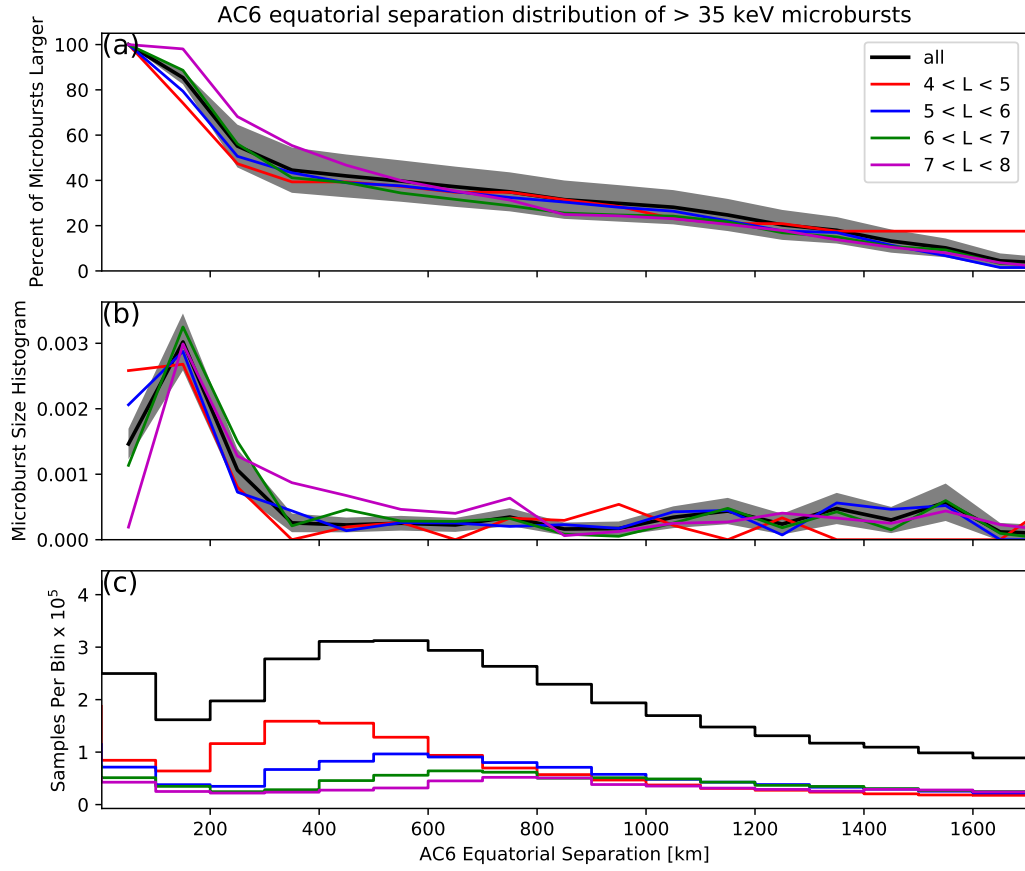 AC6 equatorial separation distribution of > 35 keV microbursts
(a)
Percent of Microbursts Larger
100
80
60
40
20
0
all
4 < L < 5
5 < L < 6
6 < L < 7
7 < L < 8
(b)
Microburst Size Histogram
0.003
0.002
0.001
0.000
(c)
Samples Per Bin x 10⁵
4
3
2
1
0
200 400 600 800 1000 1200 1400 1600
AC6 Equatorial Separation [km]